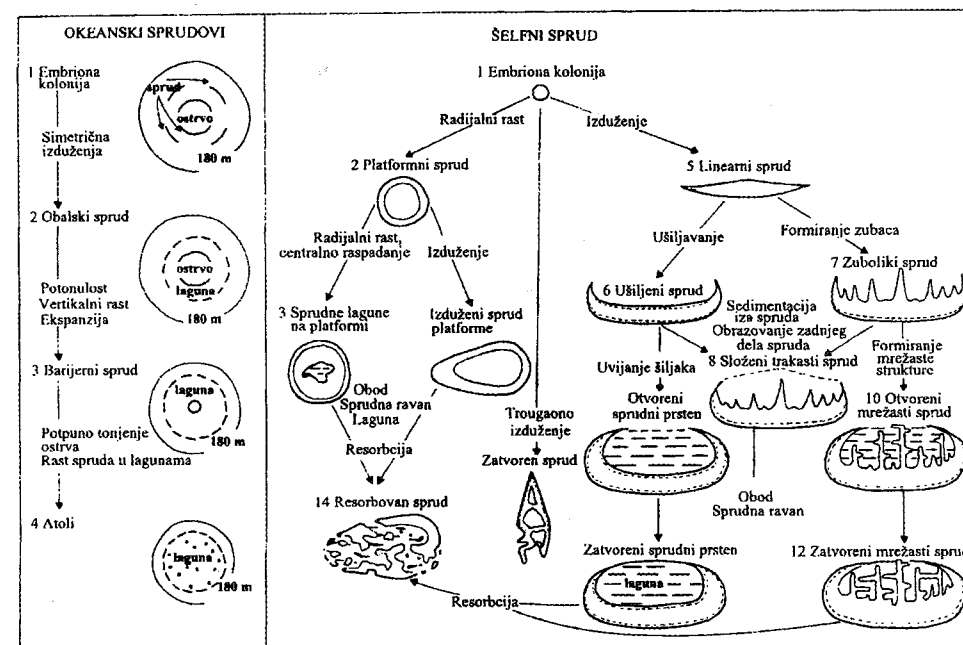 OKEANSKI SPRUDOVI
1 Embriona
kolonija
sprud
ostrvo
180 m
Simetrična
izduženja
2 Obalski sprud
ostrvo
laguna
180 m
Potonulost
Vertikalni rast
Ekspanzija
3 Barijerni sprud
laguna
180 m
Potpuno tonjenje
ostrva
Rast spruda u lagunama
4 Atoli
laguna
180 m
ŠELFNI SPRUD
1 Embriona kolonija
Radijalni rast
Izduženje
2 Platformni sprud
5 Linearni sprud
Radijalni rast,
centralno raspadanje
Izduženje
Ušiljavanje
Formiranje zubaca
7 Zuboliki sprud
6 Ušiljeni sprud
3 Sprudne lagune
na platformi
Izduženi sprud
platforme
Sedimentacija
iza spruda
Obrazovanje zadnjeg
dela spruda
8 Složeni trakasti sprud
Formiranje
mrežaste
strukture
Uvijanje šiljaka
Obod
Sprudna ravan
Laguna
Trougaono
izduženje
Otvoreni
sprudni prsten
10 Otvoreni
mrežasti sprud
Resorbcija
Zatvoren sprud
14 Resorbovan sprud
Obod
Sprudna ravan
Zatvoreni sprudni prsten
laguna
12 Zatvoreni mrežasti sprud
Resorbcija